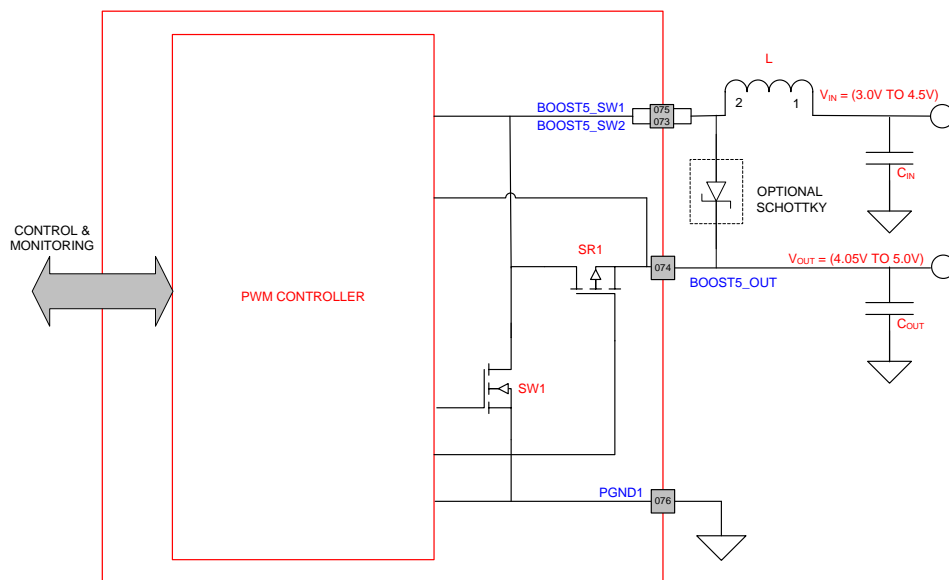 L
V_IN = (3.0V TO 4.5V)
2
1
BOOST5_SW1
075
BOOST5_SW2
073
C_IN
OPTIONAL
SCHOTTKY
CONTROL &
MONITORING
SR1
074
V_OUT = (4.05V TO 5.0V)
BOOST5_OUT
PWM CONTROLLER
C_OUT
SW1
PGND1
076